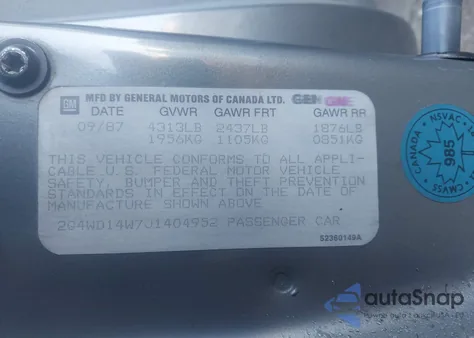 GM MFD BY GENERAL MOTORS OF CANADA LTD.
DATE GVWR GAWR FRT GAWR RR
09/87 4313LB 2437LB 1876LB
1956KG 1105KG 0851KG
THIS VEHICLE CONFORMS TO ALL APPLI-
CABLE U.S. FEDERAL MOTOR VEHICLE
SAFETY, BUMPER AND THEFT PREVENTION
STANDARDS IN EFFECT ON THE DATE OF
MANUFACTURE SHOWN ABOVE
2G4WD14W7J1404952 PASSENGER CAR
52360149A
NSVAC
CANADA
985
CMVSS
autoSnap